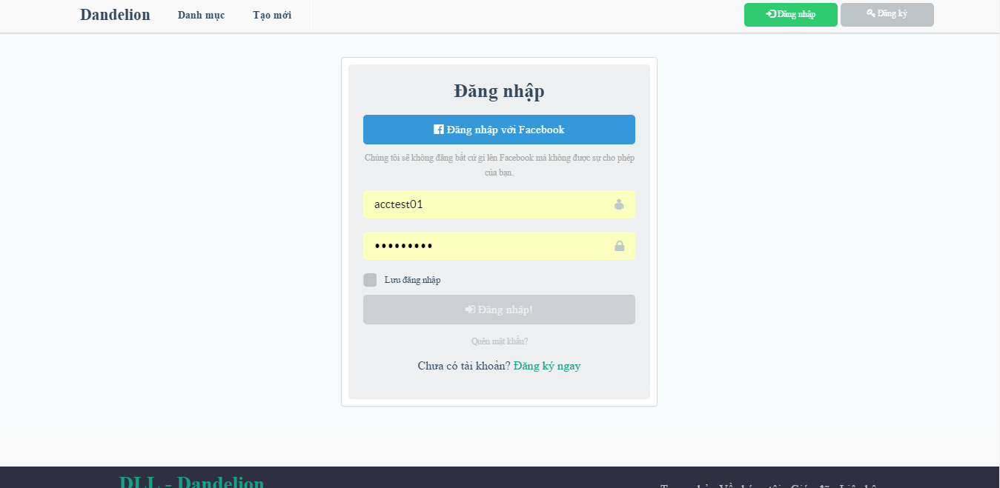 Dandelion Danh mục Tạo mới Đăng nhập Đăng ký
Đăng nhập
Đăng nhập với Facebook
Chúng tôi sẽ không đăng bất cứ gì lên Facebook mà không được sự cho phép
của bạn.
acctest01
•••••••••
Lưu đăng nhập
Đăng nhập!
Quên mật khẩu?
Chưa có tài khoản? Đăng ký ngay
DLL - Dandelion